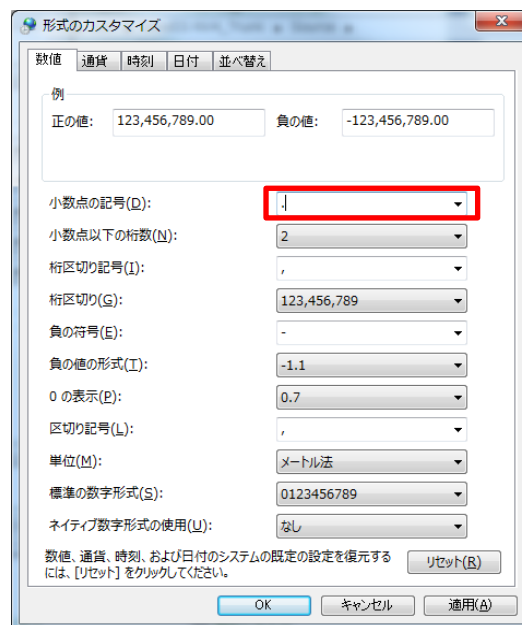 形式のカスタマイズ
数値 通貨 時刻 日付 並べ替え
例
正の値: 123,456,789.00 負の値: -123,456,789.00
小数点の記号(D): .
小数点以下の桁数(N): 2
桁区切り記号(I): ,
桁区切り(G): 123,456,789
負の符号(E): -
負の値の形式(T): -1.1
0 の表示(P): 0.7
区切り記号(L): ,
単位(M): メートル法
標準の数字形式(S): 0123456789
ネイティブ数字形式の使用(U): なし
数値、通貨、時刻、および日付のシステムの既定の設定を復元する
には、[リセット] をクリックしてください。
リセット(R)
OK キャンセル 適用(A)